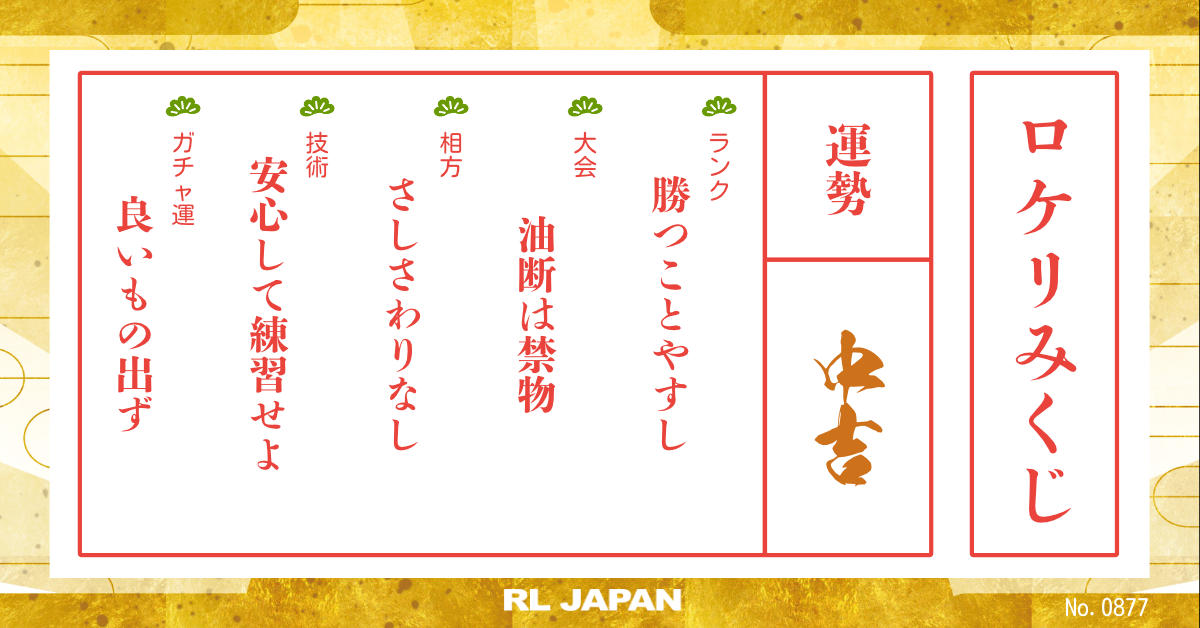 ロケリみくじ
運勢
中吉
ランク
勝つことやすし
大会
油断は禁物
相方
さしさわりなし
技術
安心して練習せよ
ガチャ運
良いもの出ず
RL JAPAN
No. 0877